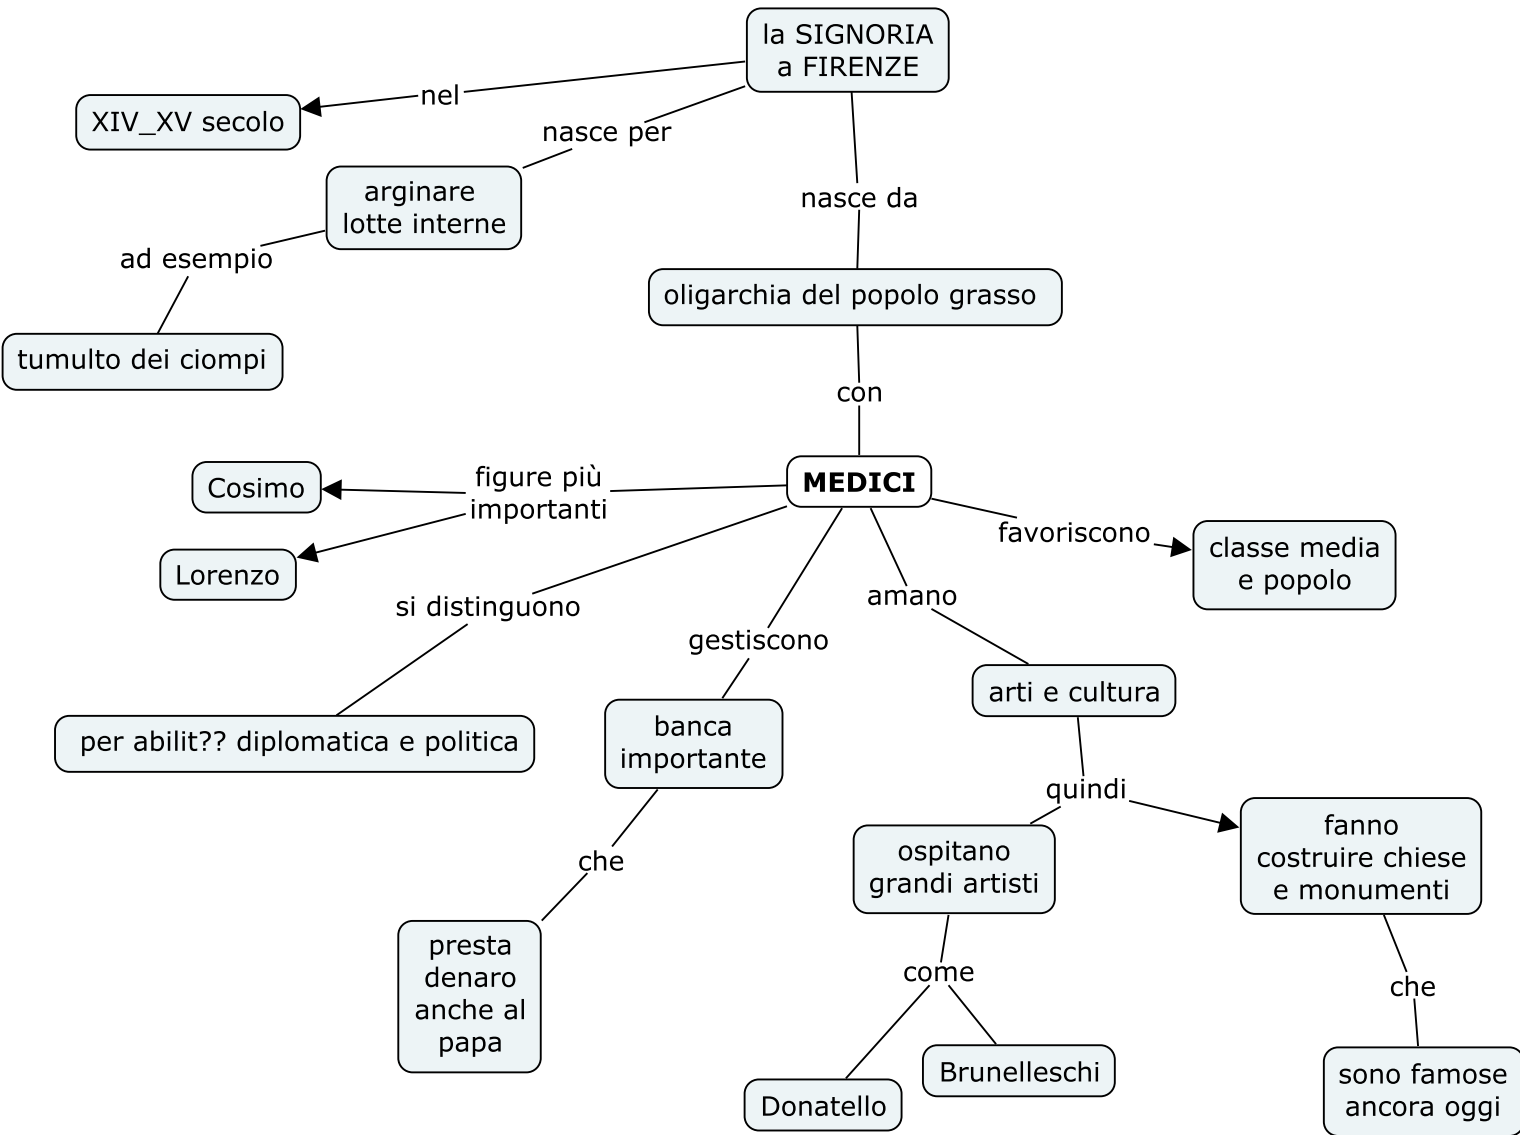 la SIGNORIA
a FIRENZE
nel
XIV_XV secolo
nasce per
arginare
lotte interne
nasce da
ad esempio
oligarchia del popolo grasso
tumulto dei ciompi
con
MEDICI
figure più
importanti
Cosimo
Lorenzo
favoriscono
classe media
e popolo
si distinguono
amano
gestiscono
arti e cultura
per abilit?? diplomatica e politica
banca
importante
quindi
fanno
costruire chiese
e monumenti
ospitano
grandi artisti
che
presta
denaro
anche al
papa
come
che
Brunelleschi
Donatello
sono famose
ancora oggi